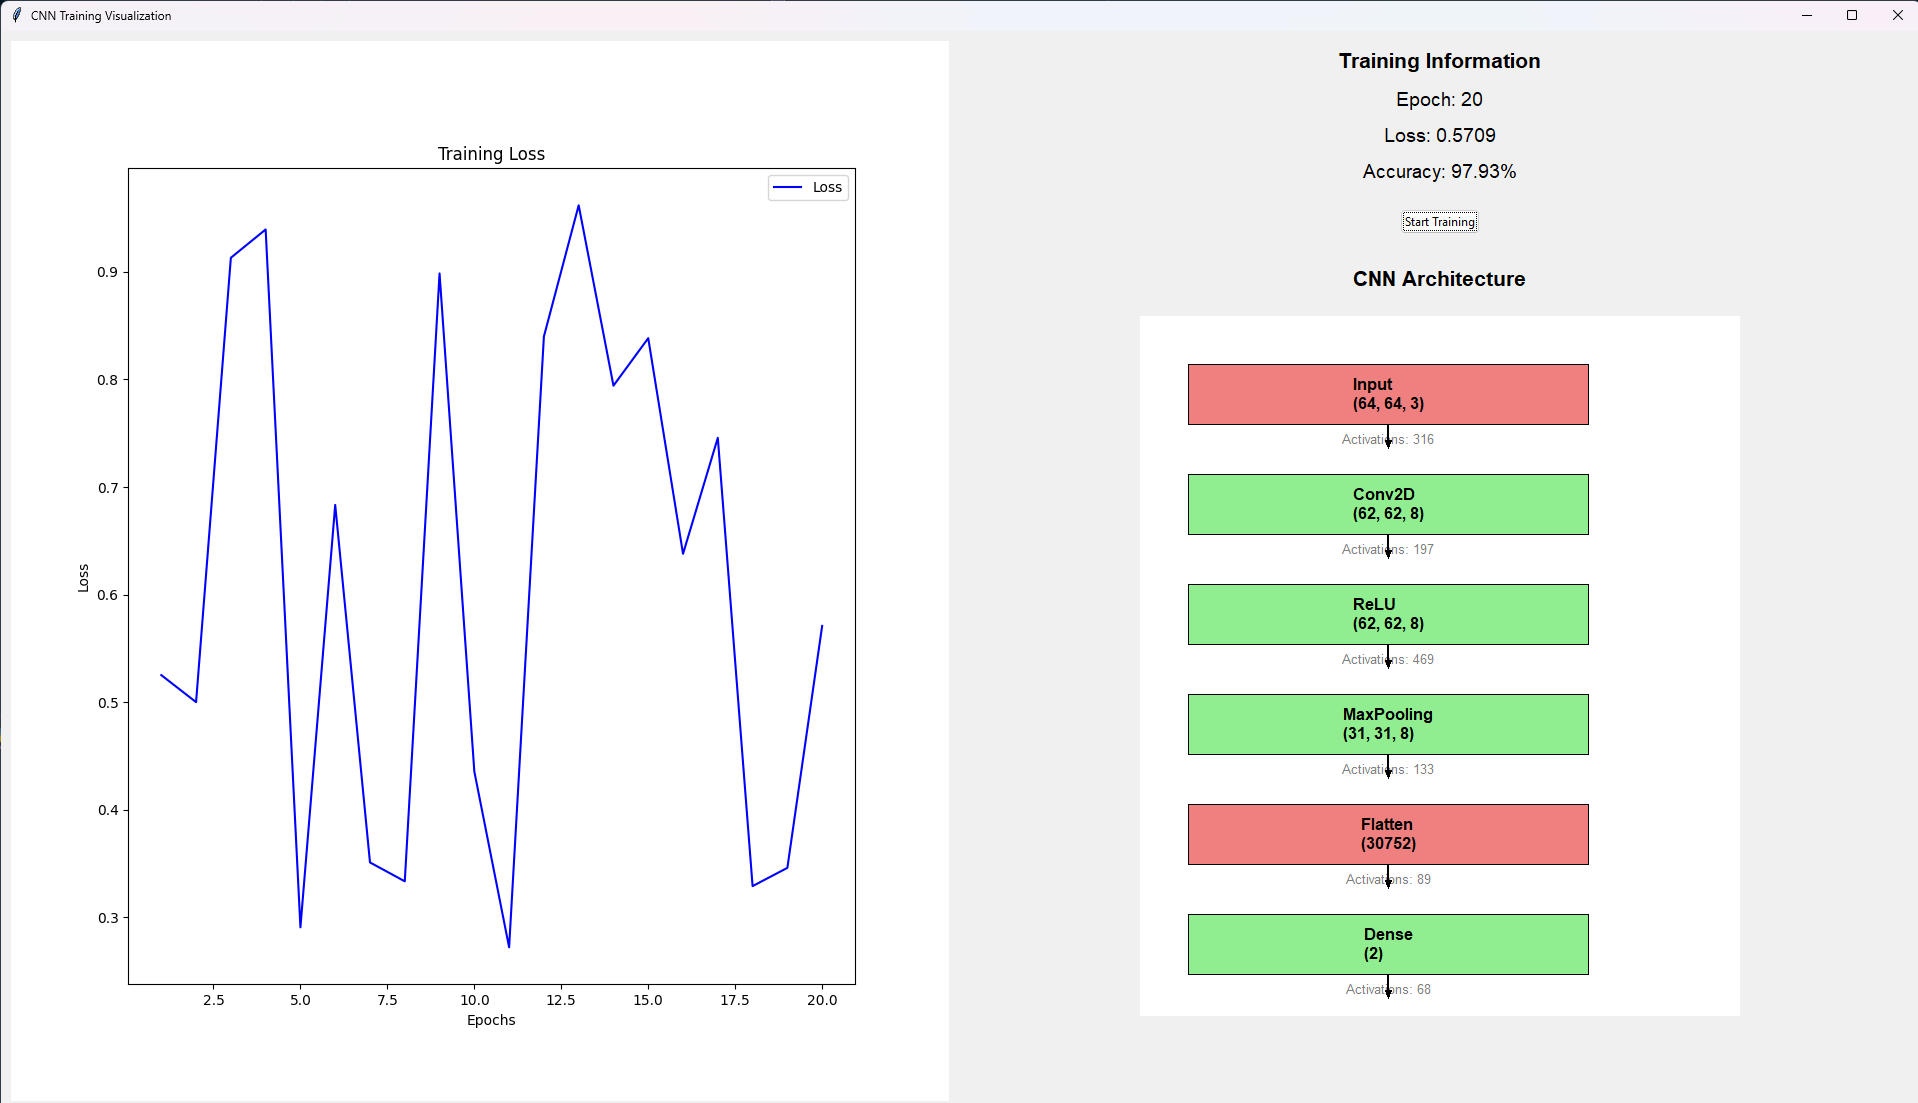 CNN Training Visualization
Training Loss
Loss
0.9
0.8
0.7
0.6
0.5
0.4
0.3
Loss
2.5 5.0 7.5 10.0 12.5 15.0 17.5 20.0
Epochs
Training Information
Epoch: 20
Loss: 0.5709
Accuracy: 97.93%
Start Training
CNN Architecture
Input
(64, 64, 3)
Activations: 316
Conv2D
(62, 62, 8)
Activations: 197
ReLU
(62, 62, 8)
Activations: 469
MaxPooling
(31, 31, 8)
Activations: 133
Flatten
(30752)
Activations: 89
Dense
(2)
Activations: 68